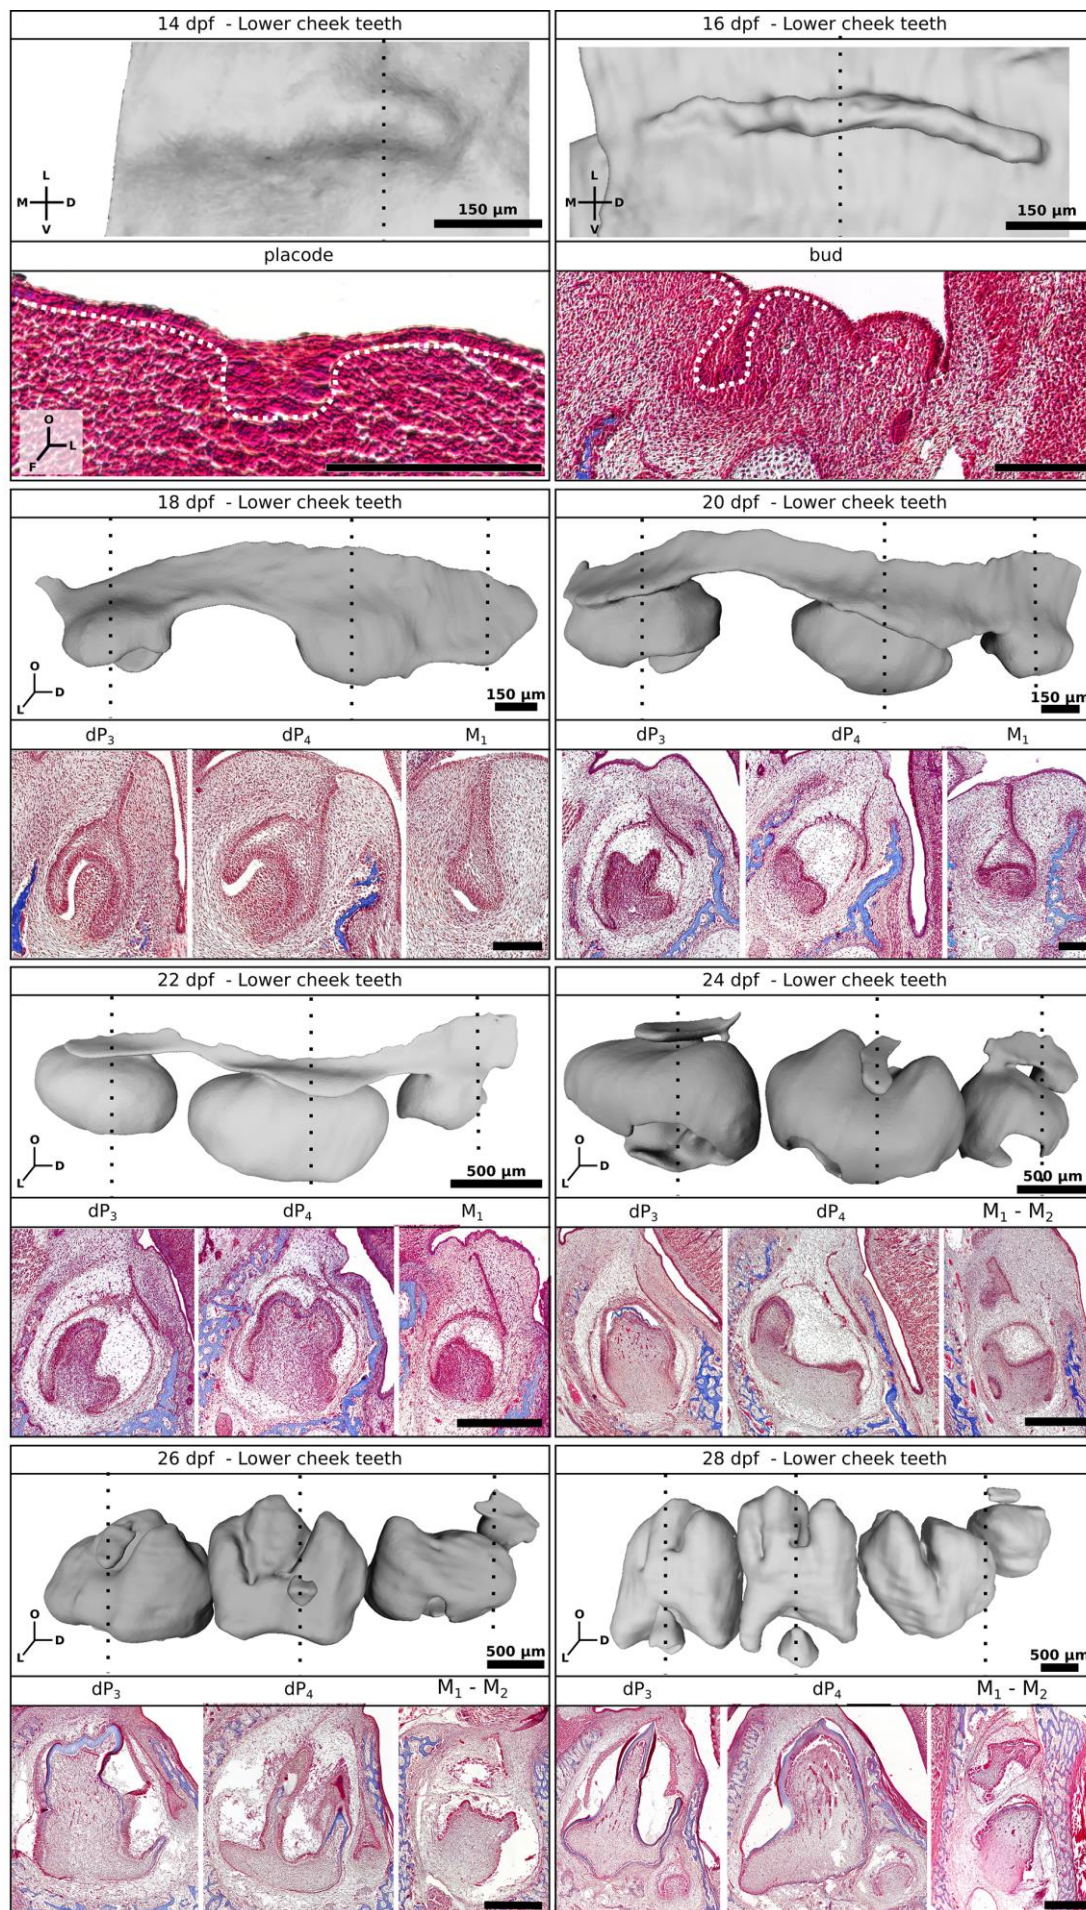 14 dpf - Lower cheek teeth
16 dpf - Lower cheek teeth
L
M D
V
150 µm
150 µm
placode
bud
O
L
F
18 dpf - Lower cheek teeth
20 dpf - Lower cheek teeth
O
D
L
150 µm
150 µm
dP3
dP4
M1
dP3
dP4
M1
22 dpf - Lower cheek teeth
24 dpf - Lower cheek teeth
O
D
L
500 µm
O
D
L
500 µm
dP3
dP4
M1
dP3
dP4
M1 - M2
26 dpf - Lower cheek teeth
28 dpf - Lower cheek teeth
O
D
L
500 µm
O
D
L
500 µm
dP3
dP4
M1 - M2
dP3
dP4
M1 - M2